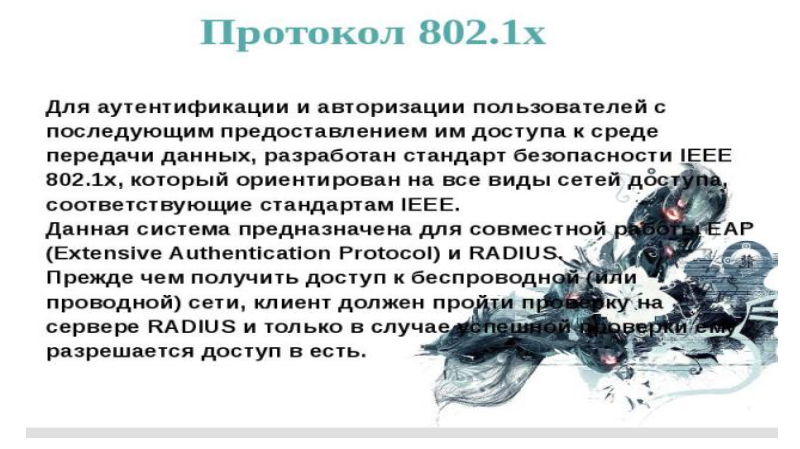 Протокол 802.1x
Для аутентификации и авторизации пользователей с
последующим предоставлением им доступа к среде
передачи данных, разработан стандарт безопасности IEEE
802.1x, который ориентирован на все виды сетей доступа,
соответствующие стандартам IEEE.
Данная система предназначена для совместной работы EAP
(Extensive Authentication Protocol) и RADIUS.
Прежде чем получить доступ к беспроводной (или
проводной) сети, клиент должен пройти проверку на
сервере RADIUS и только в случае успешной проверки ему
разрешается доступ в есть.